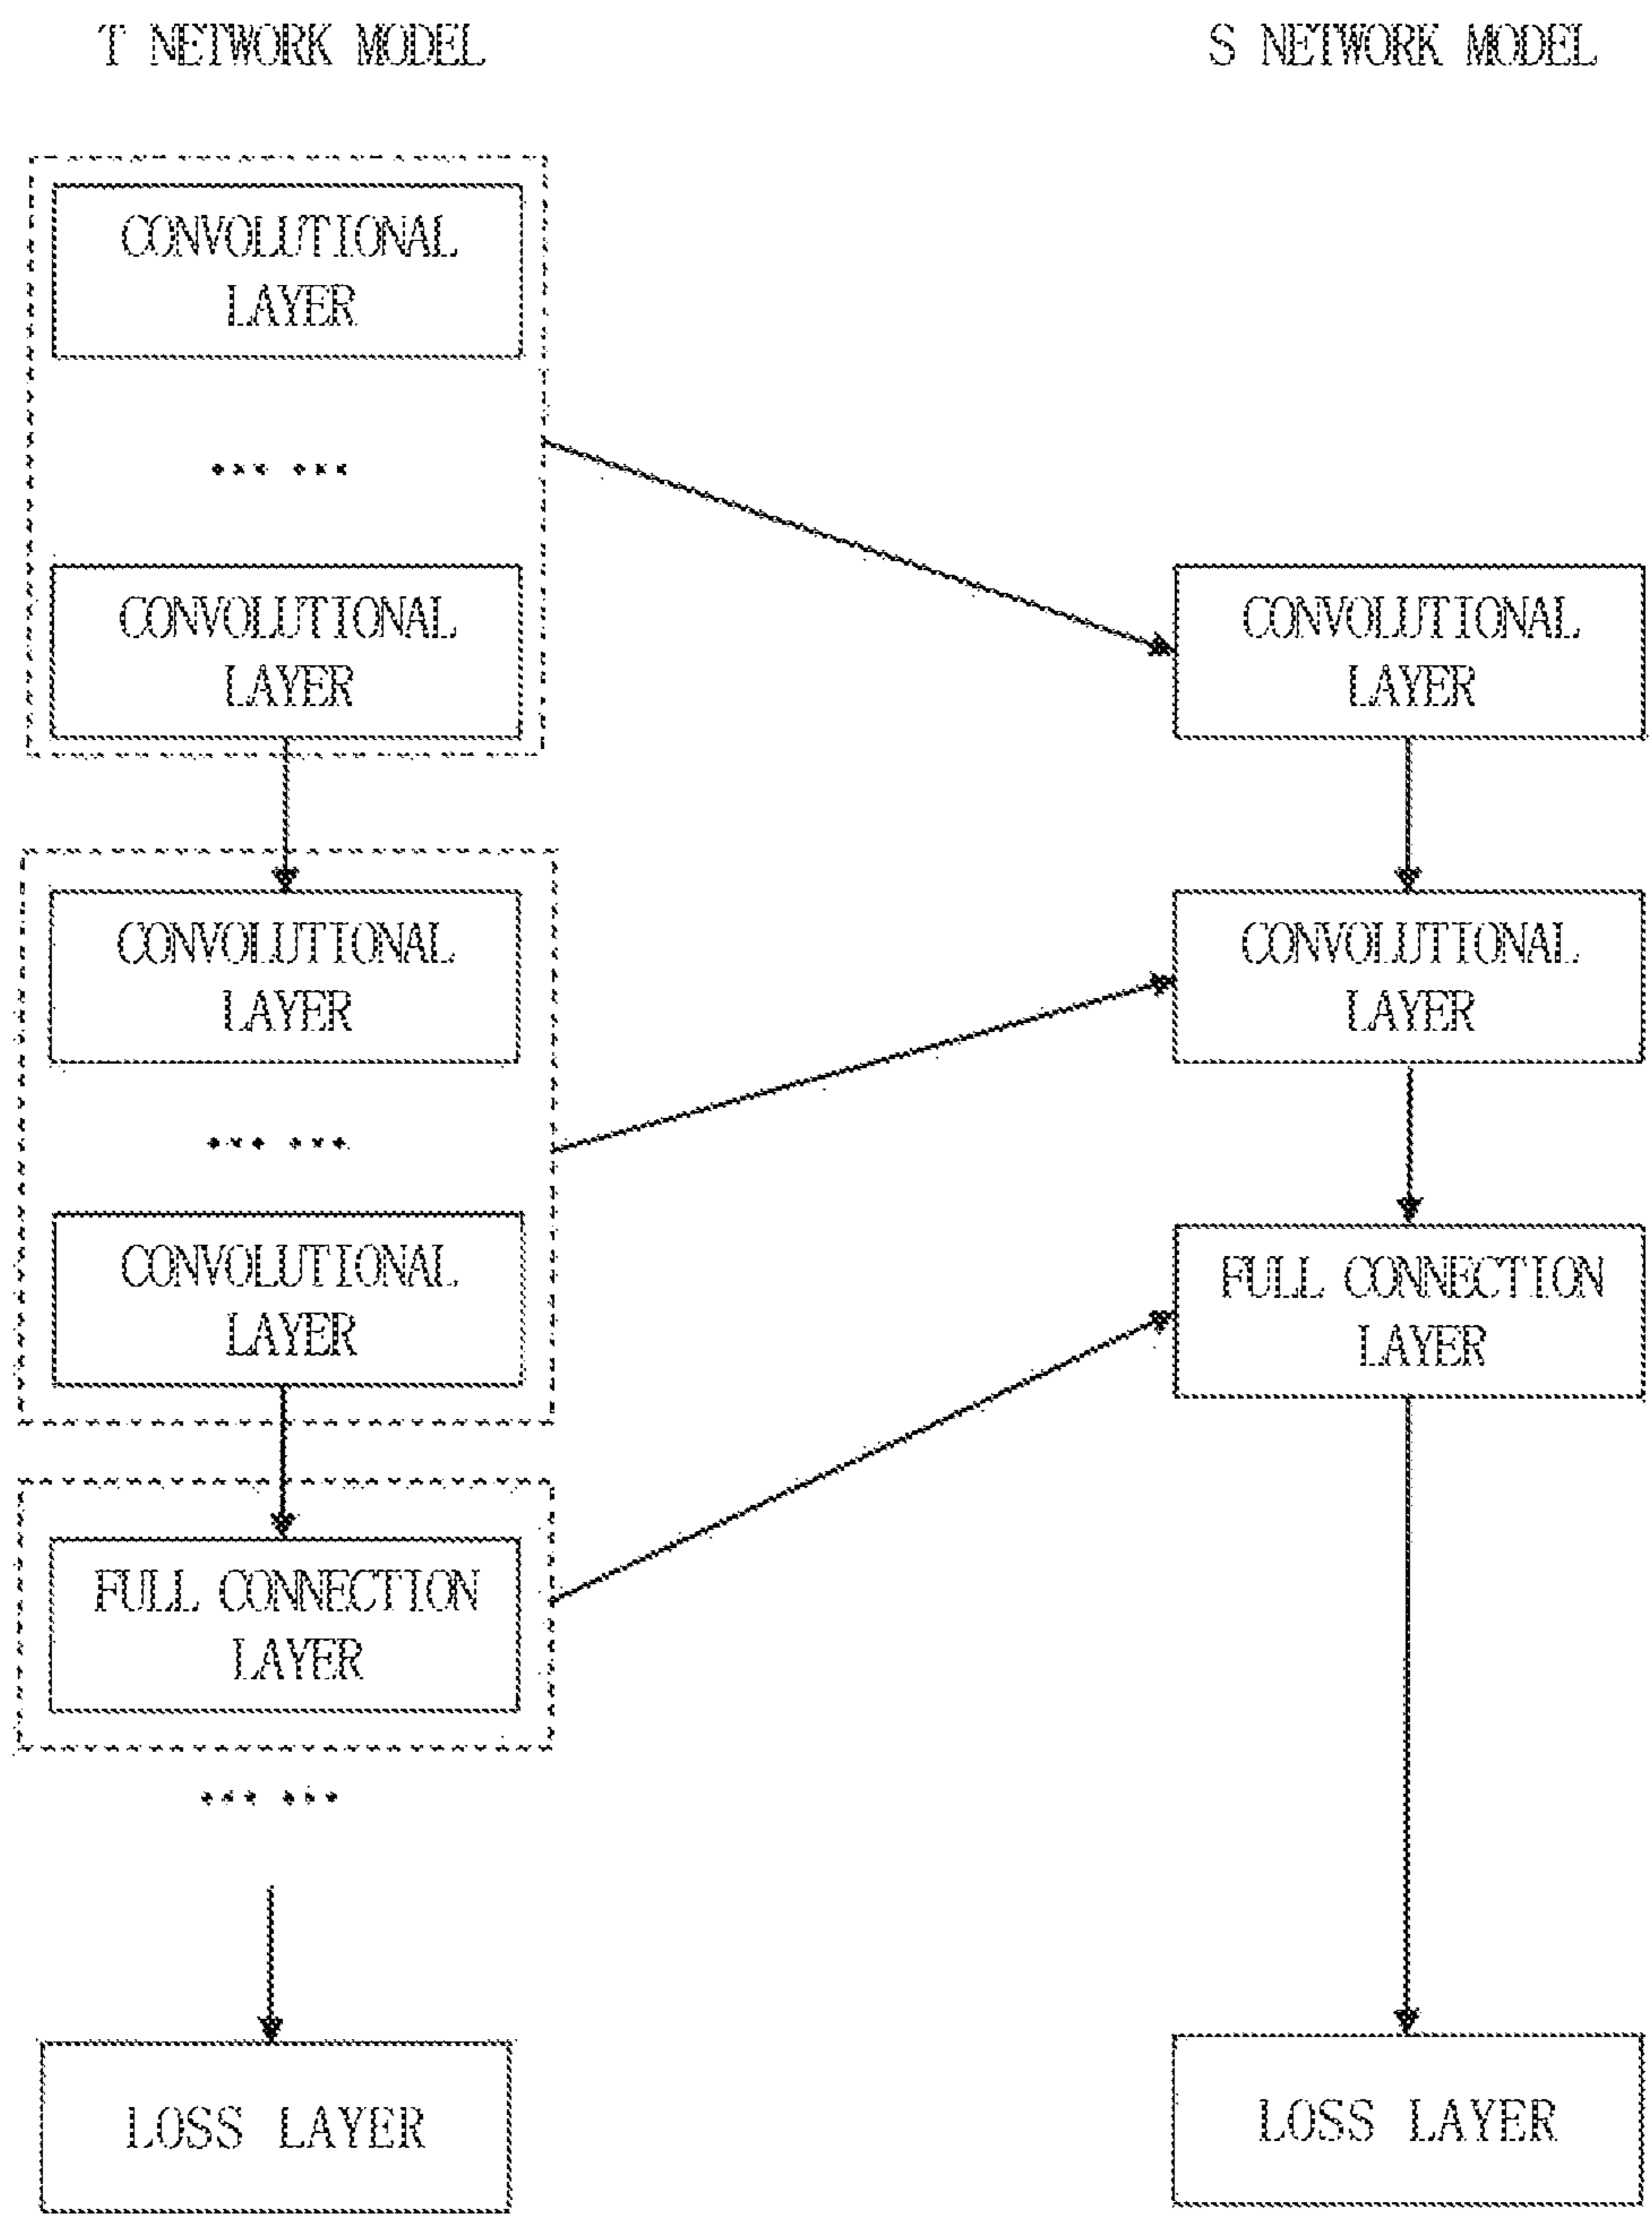 T NETWORK MODEL
CONVOLUTIONAL
LAYER
... ...
CONVOLUTIONAL
LAYER
CONVOLUTIONAL
LAYER
... ...
CONVOLUTIONAL
LAYER
FULL CONNECTION
LAYER
... ...
LOSS LAYER
S NETWORK MODEL
CONVOLUTIONAL
LAYER
CONVOLUTIONAL
LAYER
FULL CONNECTION
LAYER
LOSS LAYER